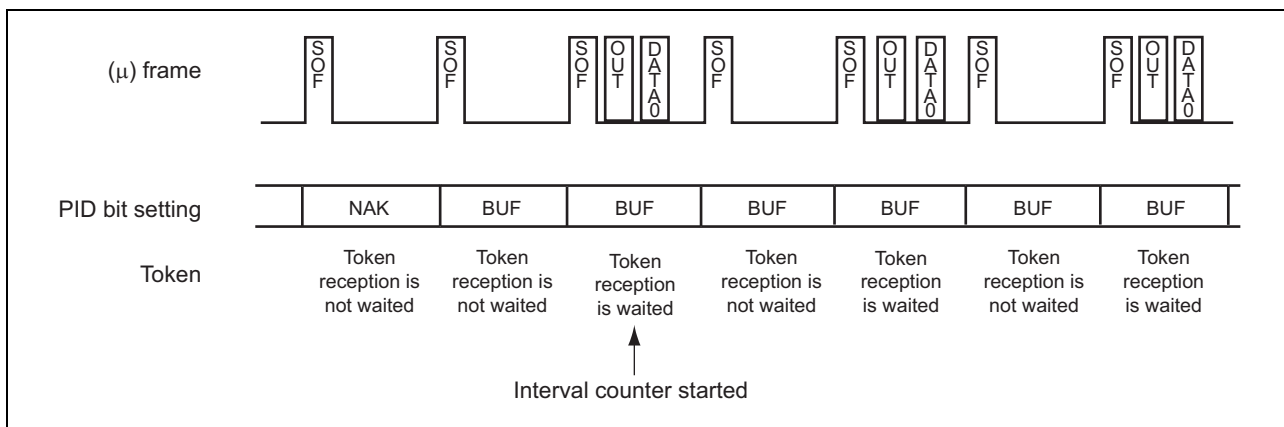 (μ) frame
SOF
SOF
SOF OUT DATA0
SOF
SOF OUT DATA0
SOF
SOF OUT DATA0
PID bit setting
NAK BUF BUF BUF BUF BUF BUF
Token
Token reception is not waited
Token reception is not waited
Token reception is waited
Token reception is not waited
Token reception is waited
Token reception is not waited
Token reception is waited
Interval counter started